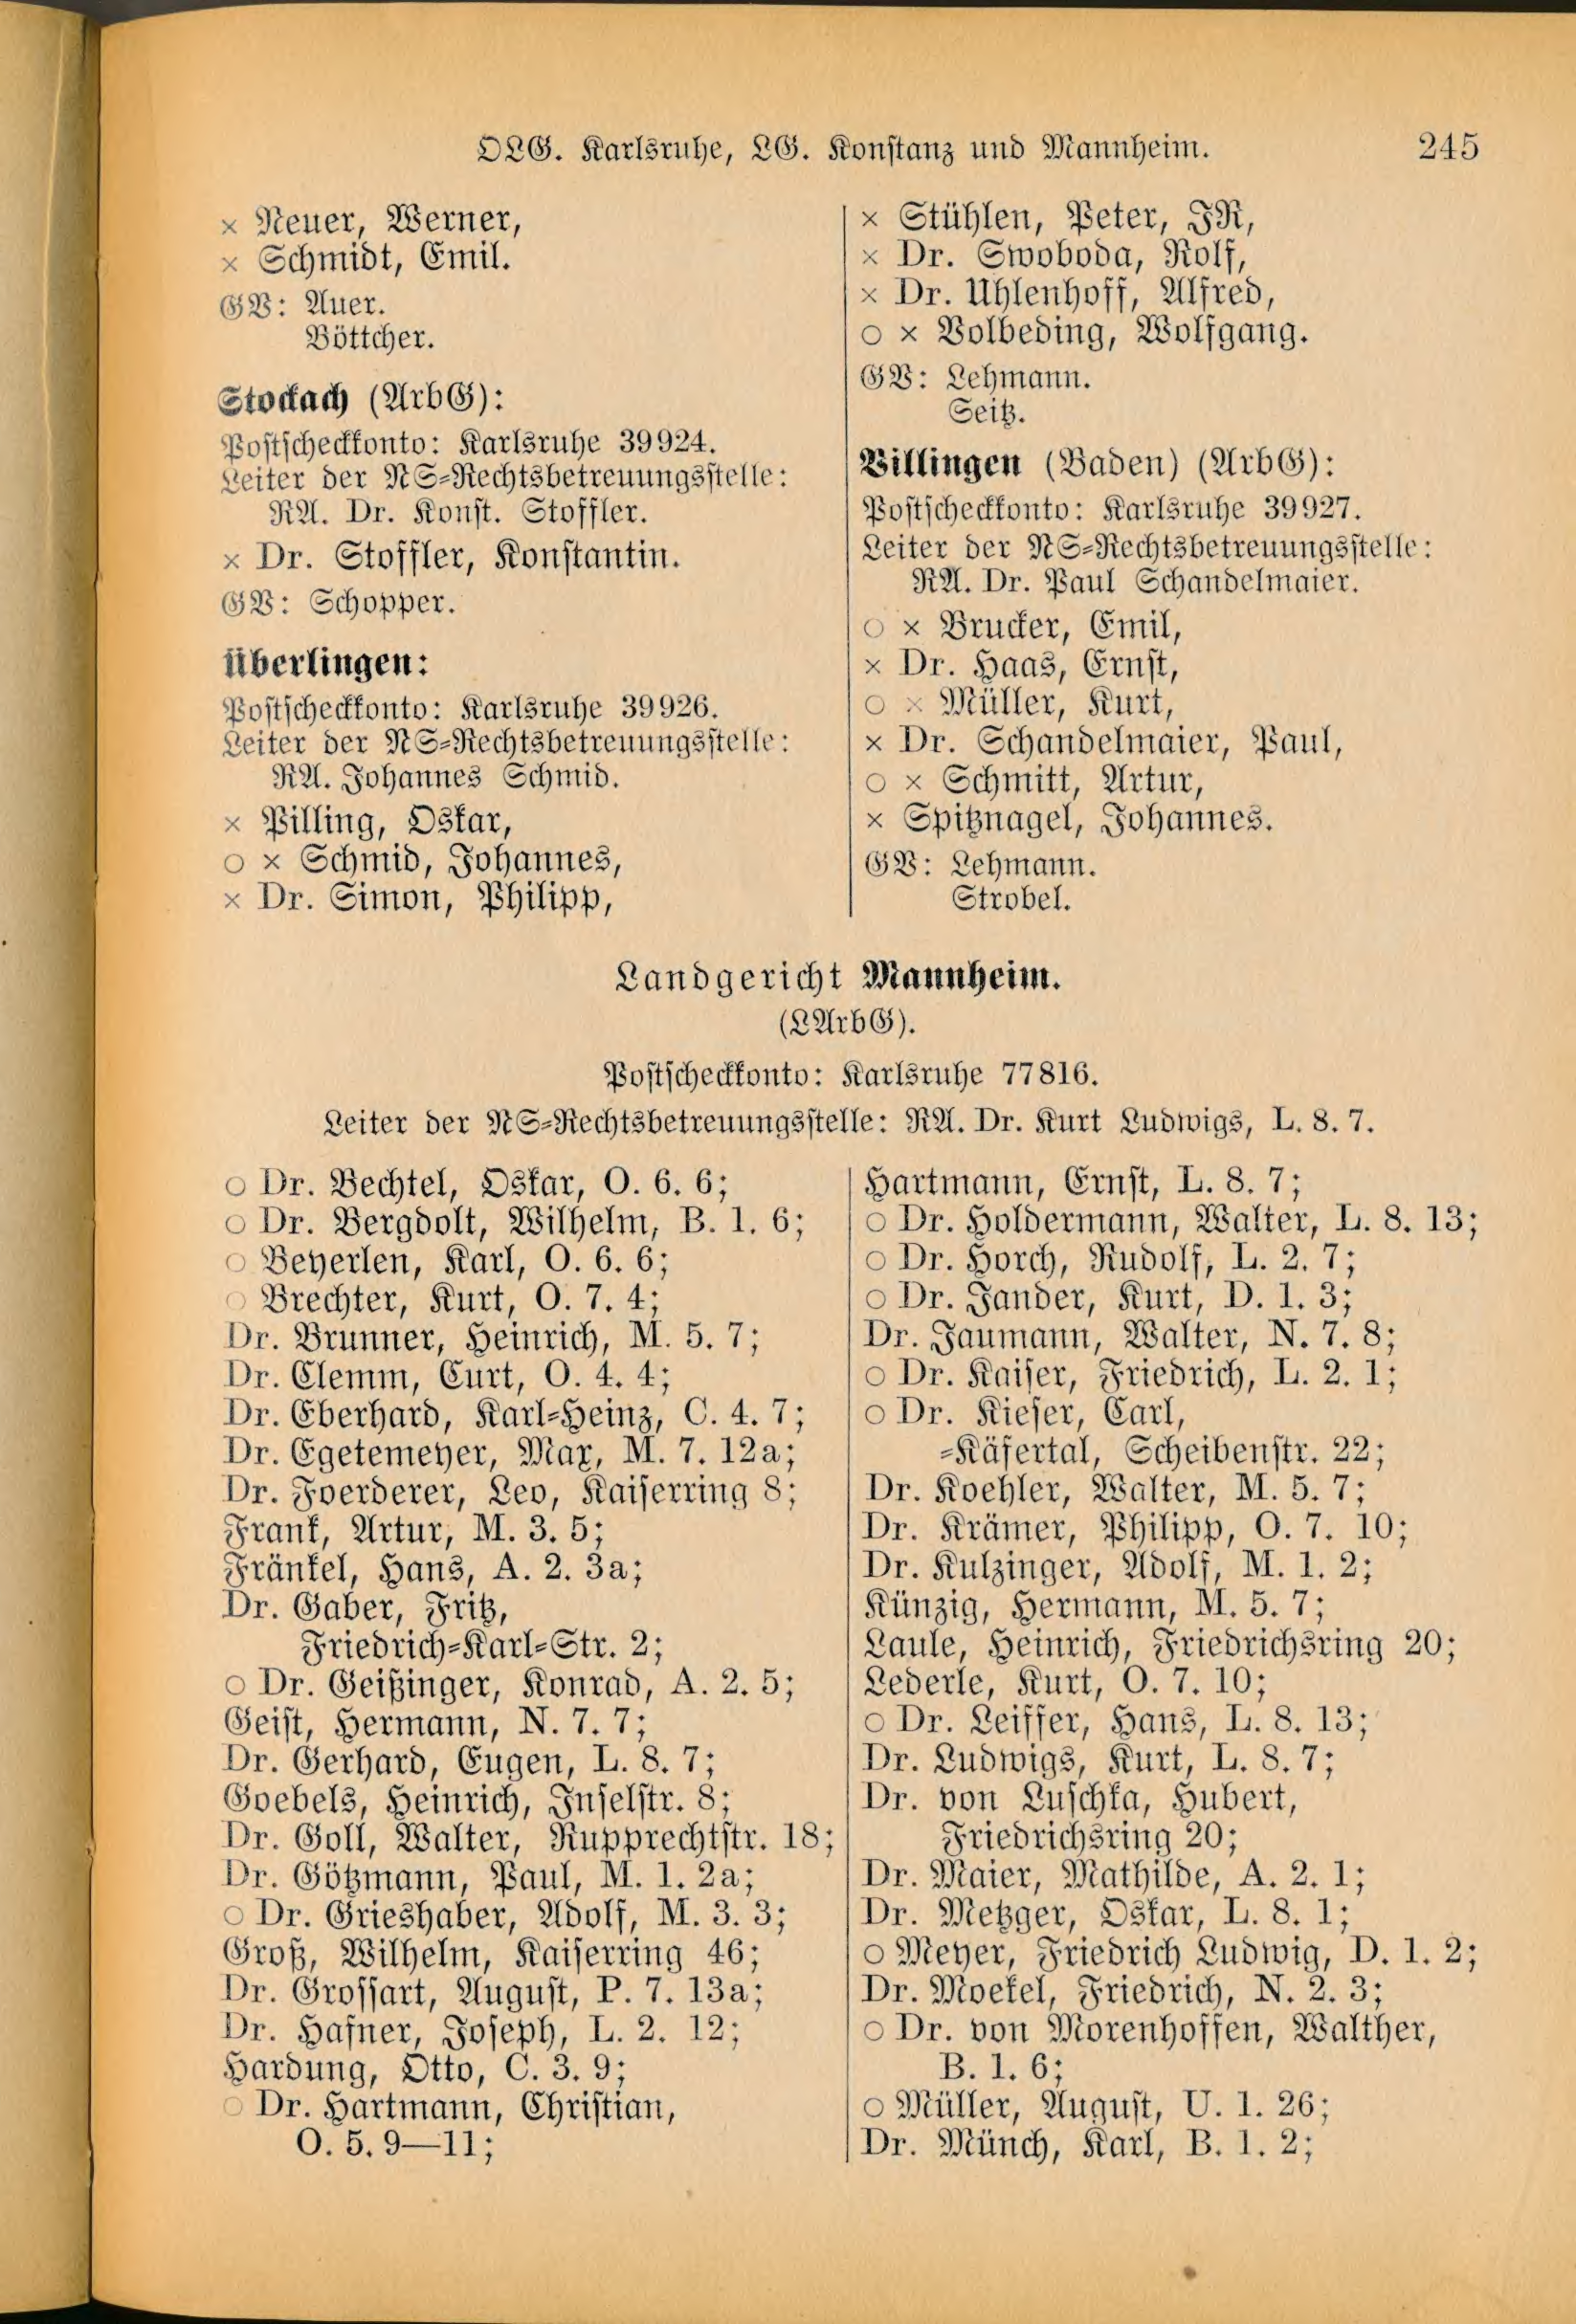 OLG. Karlsruhe, LG. Konstanz und Mannheim. 245
× Neuer, Werner,
× Schmidt, Emil.
GV: Auer.
Böttcher.
Stockach (ArbG):
Postscheckkonto: Karlsruhe 39924.
Leiter der NS-Rechtsbetreuungsstelle:
RA. Dr. Konst. Stoffler.
× Dr. Stoffler, Konstantin.
GV: Schopper.
Überlingen:
Postscheckkonto: Karlsruhe 39926.
Leiter der NS-Rechtsbetreuungsstelle:
RA. Johannes Schmid.
× Pilling, Oskar,
○ × Schmid, Johannes,
× Dr. Simon, Philipp,
× Stühlen, Peter, JR,
× Dr. Swoboda, Rolf,
× Dr. Uhlenhoff, Alfred,
○ × Volbeding, Wolfgang.
GV: Lehmann.
Seitz.
Villingen (Baden) (ArbG):
Postscheckkonto: Karlsruhe 39927.
Leiter der NS-Rechtsbetreuungsstelle:
RA. Dr. Paul Schandelmaier.
○ × Brucker, Emil,
× Dr. Haas, Ernst,
○ × Müller, Kurt,
× Dr. Schandelmaier, Paul,
○ × Schmitt, Artur,
× Spitznagel, Johannes.
GV: Lehmann.
Strobel.
Landgericht Mannheim.
(LArbG).
Postscheckkonto: Karlsruhe 77816.
Leiter der NS-Rechtsbetreuungsstelle: RA. Dr. Kurt Ludwigs, L. 8. 7.
○ Dr. Bechtel, Oskar, O. 6. 6;
○ Dr. Bergdolt, Wilhelm, B. 1. 6;
○ Beyerlen, Karl, O. 6. 6;
○ Brechter, Kurt, O. 7. 4;
Dr. Brunner, Heinrich, M. 5. 7;
Dr. Clemm, Curt, O. 4. 4;
Dr. Eberhard, Karl-Heinz, C. 4. 7;
Dr. Egetemeyer, Max, M. 7. 12a;
Dr. Foerderer, Leo, Kaiserring 8;
Frank, Artur, M. 3. 5;
Fränkel, Hans, A. 2. 3a;
Dr. Gaber, Fritz,
Friedrich-Karl-Str. 2;
○ Dr. Geißinger, Konrad, A. 2. 5;
Geist, Hermann, N. 7. 7;
Dr. Gerhard, Eugen, L. 8. 7;
Goebels, Heinrich, Inselstr. 8;
Dr. Goll, Walter, Rupprechtstr. 18;
Dr. Götzmann, Paul, M. 1. 2a;
○ Dr. Grieshaber, Adolf, M. 3. 3;
Groß, Wilhelm, Kaiserring 46;
Dr. Grossart, August, P. 7. 13a;
Dr. Hafner, Joseph, L. 2. 12;
Hardung, Otto, C. 3. 9;
○ Dr. Hartmann, Christian,
O. 5. 9—11;
Hartmann, Ernst, L. 8. 7;
○ Dr. Holdermann, Walter, L. 8. 13;
○ Dr. Horch, Rudolf, L. 2. 7;
○ Dr. Jander, Kurt, D. 1. 3;
Dr. Jaumann, Walter, N. 7. 8;
○ Dr. Kaiser, Friedrich, L. 2. 1;
○ Dr. Kieser, Carl,
-Käfertal, Scheibenstr. 22;
Dr. Koehler, Walter, M. 5. 7;
Dr. Krämer, Philipp, O. 7. 10;
Dr. Kulzinger, Adolf, M. 1. 2;
Künzig, Hermann, M. 5. 7;
Laule, Heinrich, Friedrichsring 20;
Lederle, Kurt, O. 7. 10;
○ Dr. Leiffer, Hans, L. 8. 13;
Dr. Ludwigs, Kurt, L. 8. 7;
Dr. von Luschka, Hubert,
Friedrichsring 20;
Dr. Maier, Mathilde, A. 2. 1;
Dr. Metzger, Oskar, L. 8. 1;
○ Meyer, Friedrich Ludwig, D. 1. 2;
Dr. Moekel, Friedrich, N. 2. 3;
○ Dr. von Morenhoffen, Walther,
B. 1. 6;
○ Müller, August, U. 1. 26;
Dr. Münch, Karl, B. 1. 2;